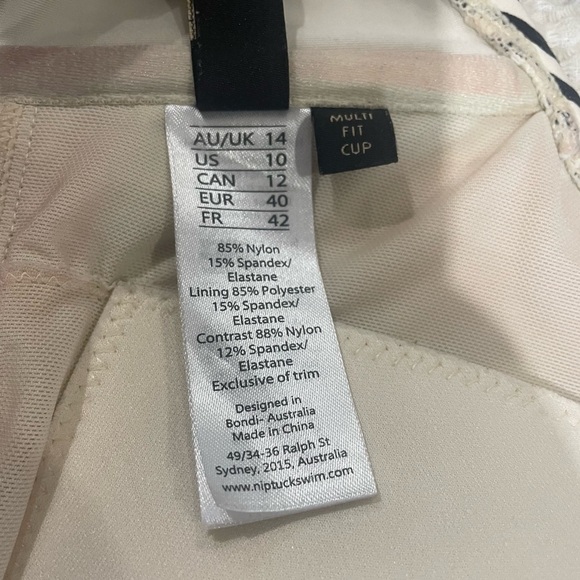 AU/UK 14
US 10
CAN 12
EUR 40
FR 42
85% Nylon
15% Spandex/
Elastane
Lining 85% Polyester
15% Spandex/
Elastane
Contrast 88% Nylon
12% Spandex/
Elastane
Exclusive of trim
Designed in
Bondi- Australia
Made in China
49/34-36 Ralph St
Sydney, 2015, Australia
www.niptuckswim.com
MULTI
FIT
CUP